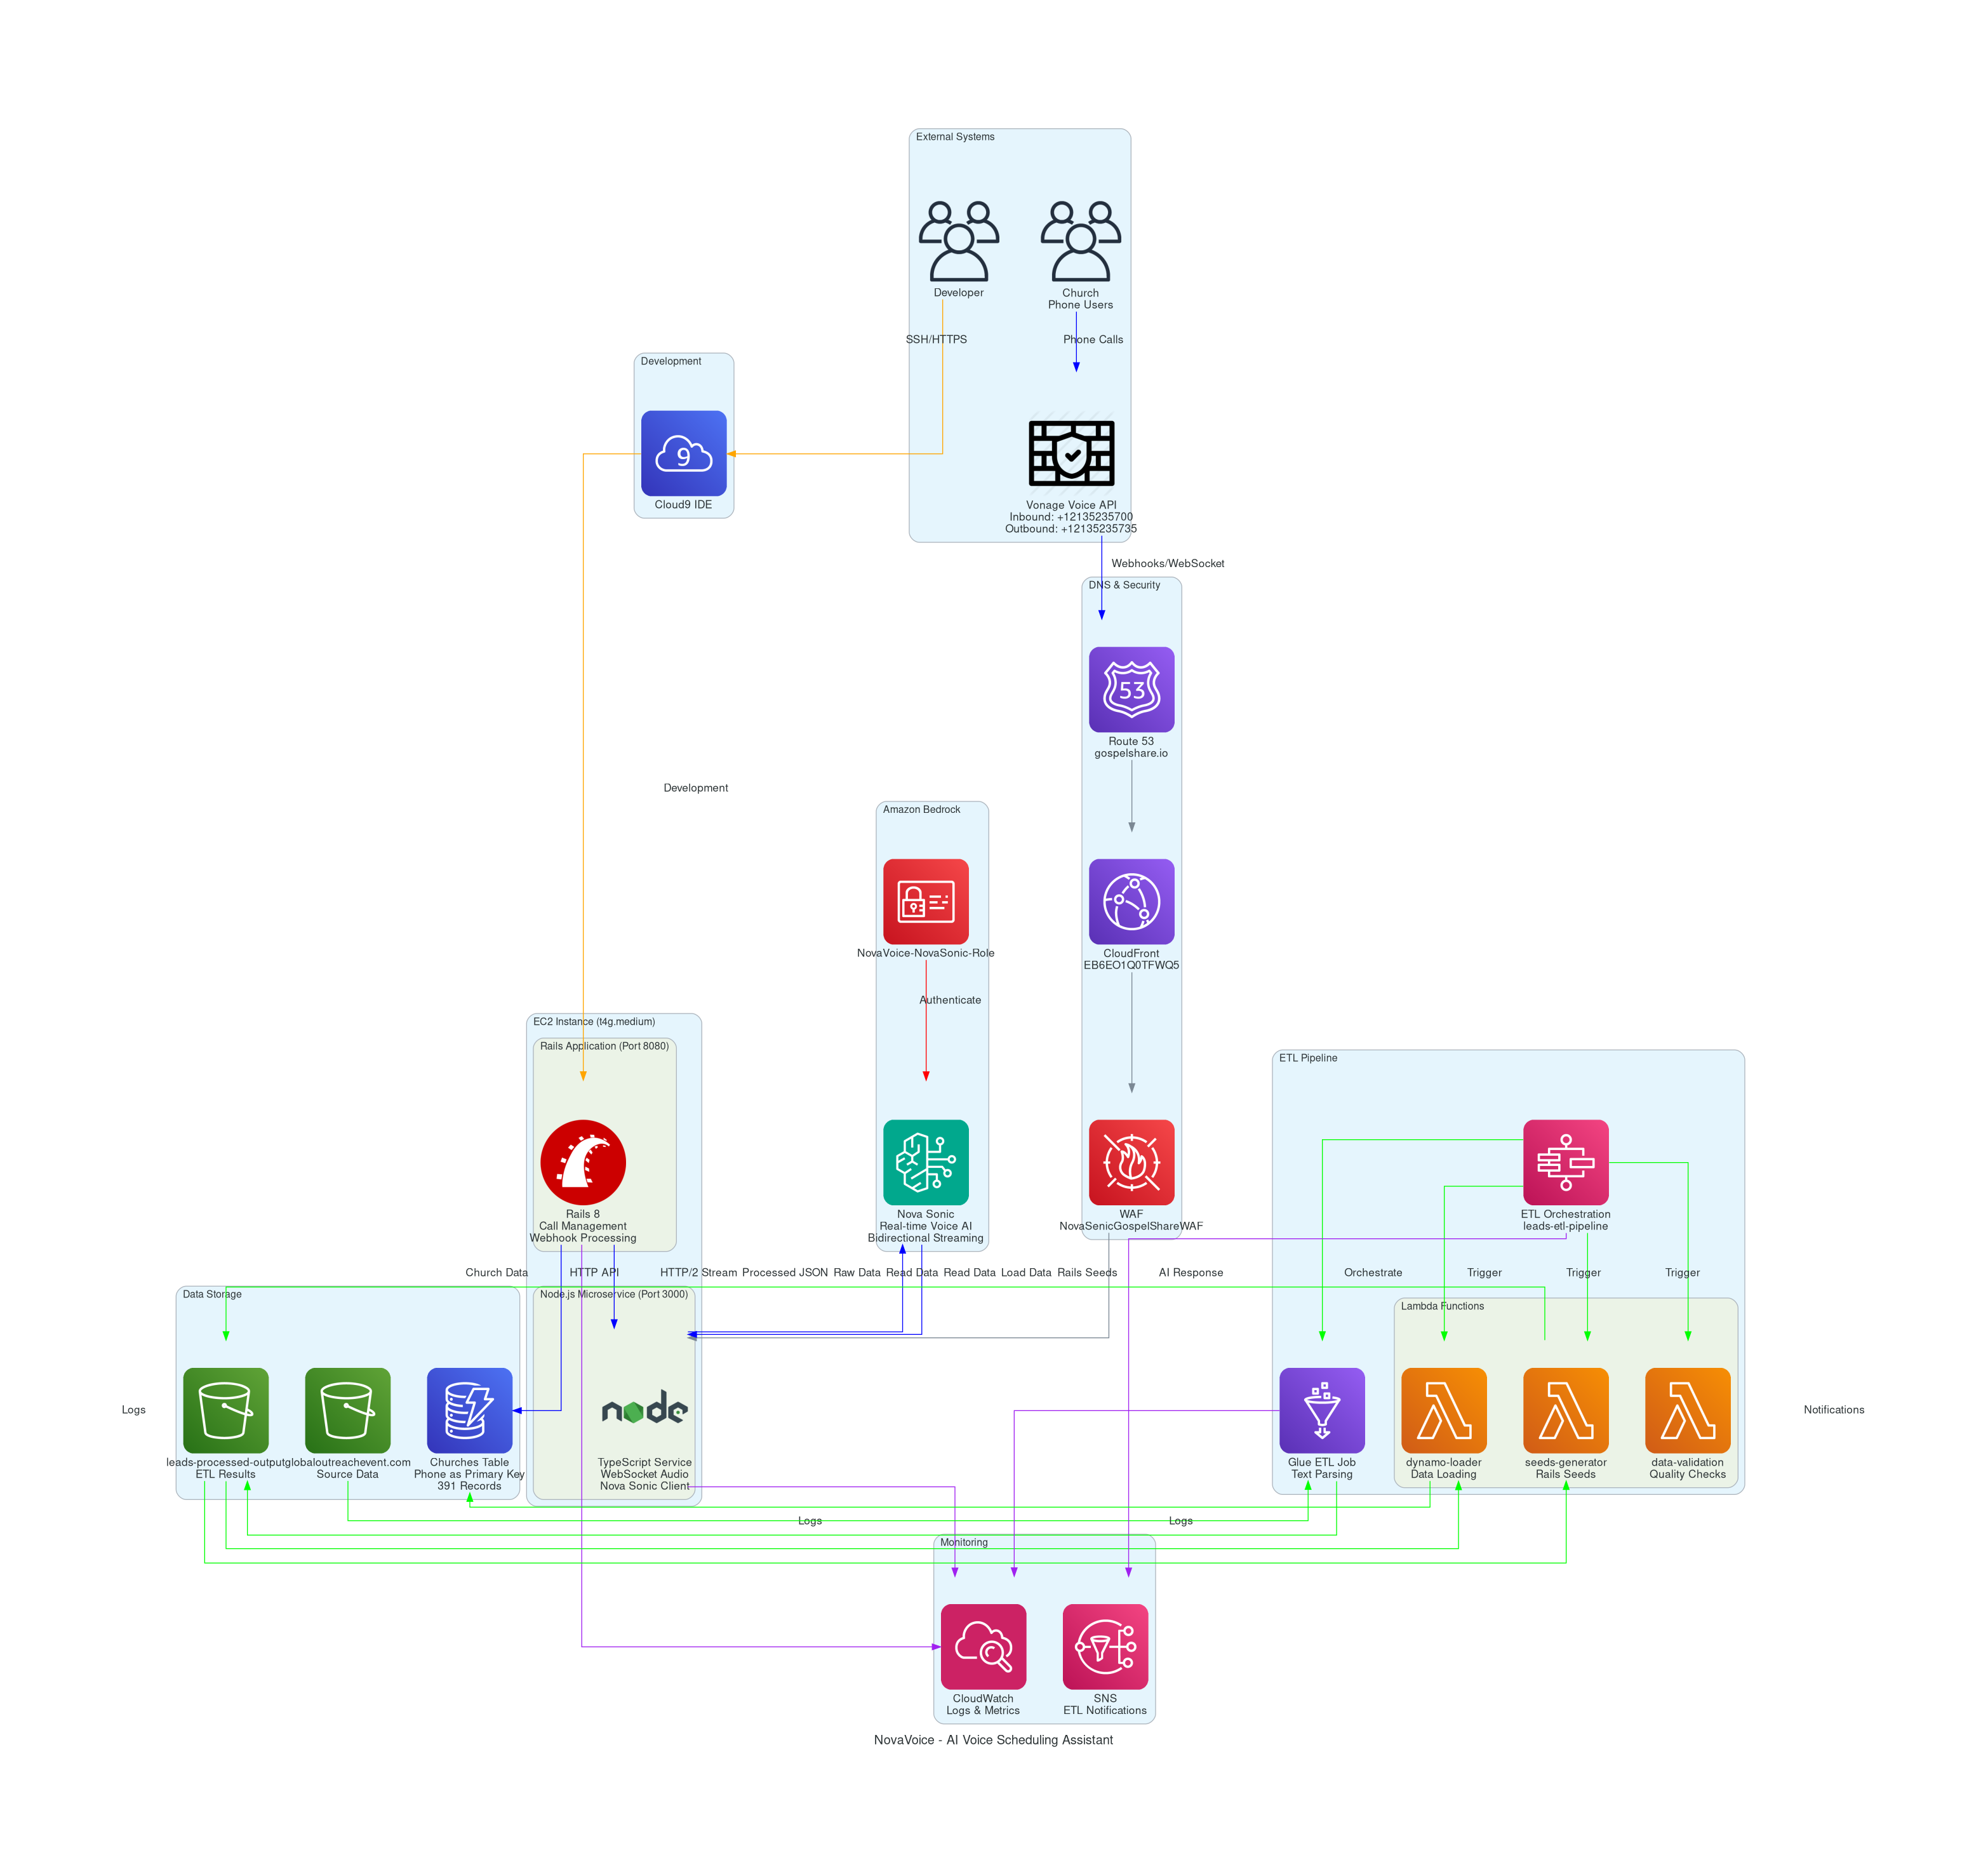 External Systems
Developer
Church
Phone Users
SSH/HTTPS
Phone Calls
Development
9
Cloud9 IDE
Vonage Voice API
Inbound: +12135235700
Outbound: +12135235735
Webhooks/WebSocket
DNS & Security
53
Route 53
gospelshare.io
Development
Amazon Bedrock
NovaVoice-NovaSonic-Role
CloudFront
EB6EO1Q0TFWQ5
Authenticate
EC2 Instance (t4g.medium)
Rails Application (Port 8080)
ETL Pipeline
Rails 8
Call Management
Webhook Processing
Nova Sonic
Real-time Voice AI
Bidirectional Streaming
WAF
NovaSenicGospelShareWAF
ETL Orchestration
leads-etl-pipeline
Church Data
HTTP API
HTTP/2 Stream
Processed JSON
Raw Data
Read Data
Read Data
Load Data
Rails Seeds
AI Response
Orchestrate
Trigger
Trigger
Trigger
Data Storage
Node.js Microservice (Port 3000)
Lambda Functions
Logs
node
Notifications
leads-processed-output
ETL Results
globaloutreachevent.com
Source Data
Churches Table
Phone as Primary Key
391 Records
TypeScript Service
WebSocket Audio
Nova Sonic Client
Glue ETL Job
Text Parsing
dynamo-loader
Data Loading
seeds-generator
Rails Seeds
data-validation
Quality Checks
Logs
Logs
Monitoring
CloudWatch
Logs & Metrics
SNS
ETL Notifications
NovaVoice - AI Voice Scheduling Assistant